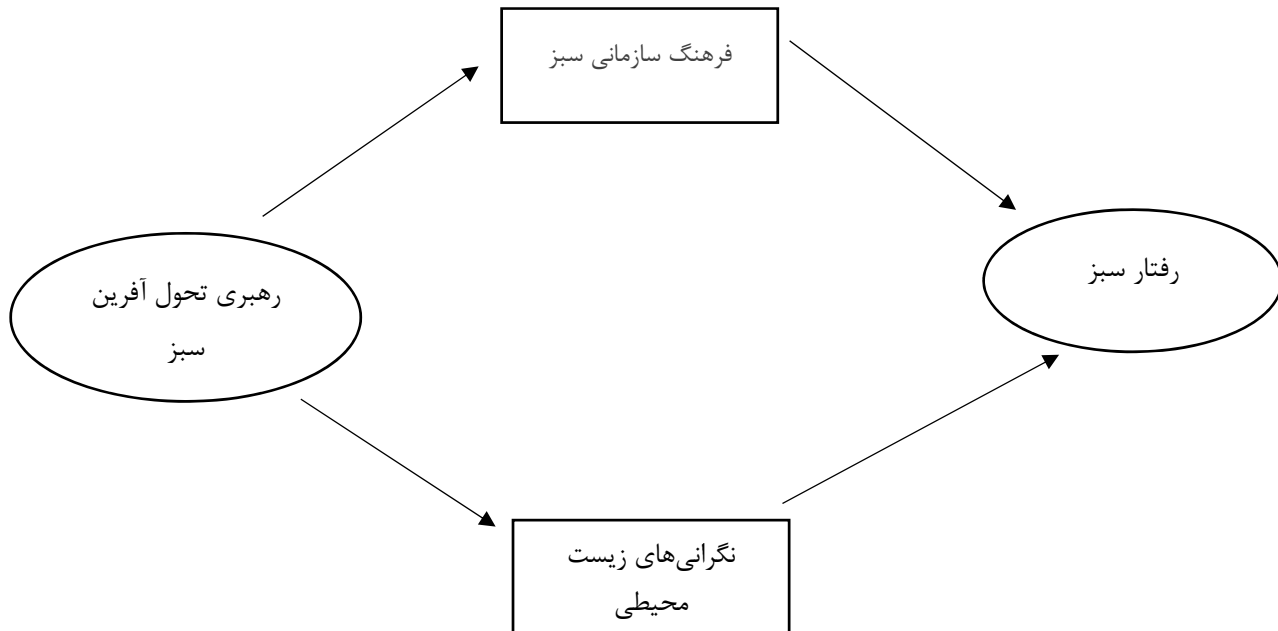 فرهنگ سازمانی سبز
رفتار سبز
رهبری تحول آفرین
سبز
نگرانی‌های زیست
محیطی